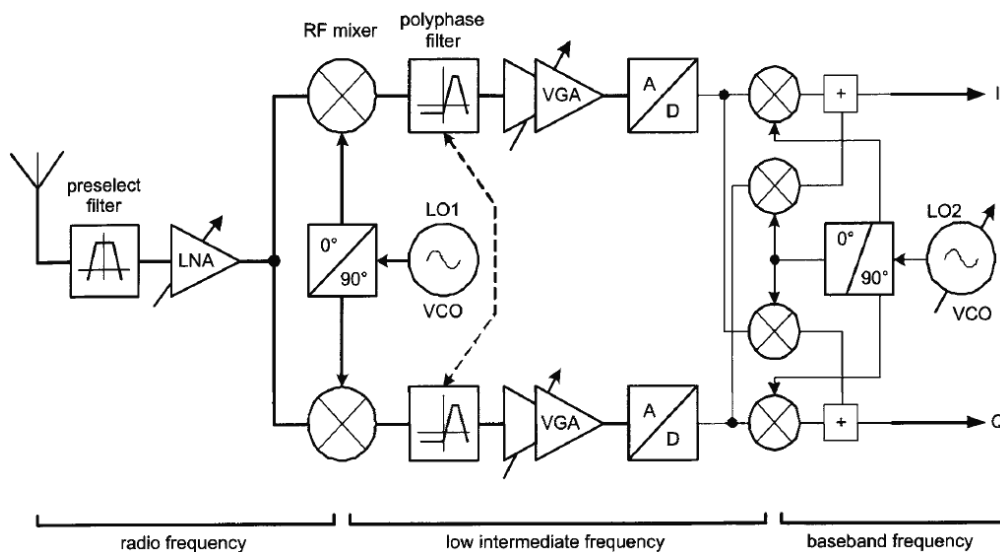 RF mixer
polyphase
filter
VGA
A
D
+
I
preselect
filter
LNA
0°
90°
LO1
VCO
0°
90°
LO2
VCO
VGA
A
D
+
Q
radio frequency
low intermediate frequency
baseband frequency